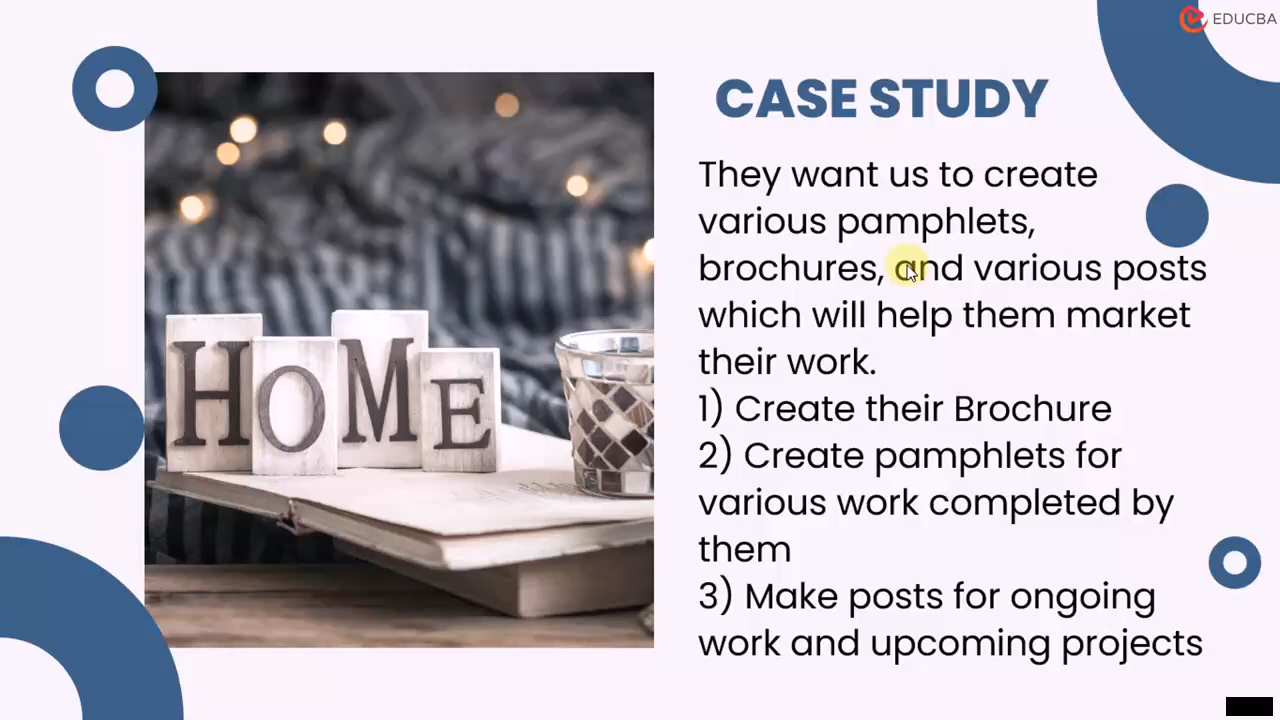 EDUCBA
CASE STUDY
They want us to create
various pamphlets,
brochures, and various posts
which will help them market
their work.
1) Create their Brochure
2) Create pamphlets for
various work completed by
them
3) Make posts for ongoing
work and upcoming projects
HOME